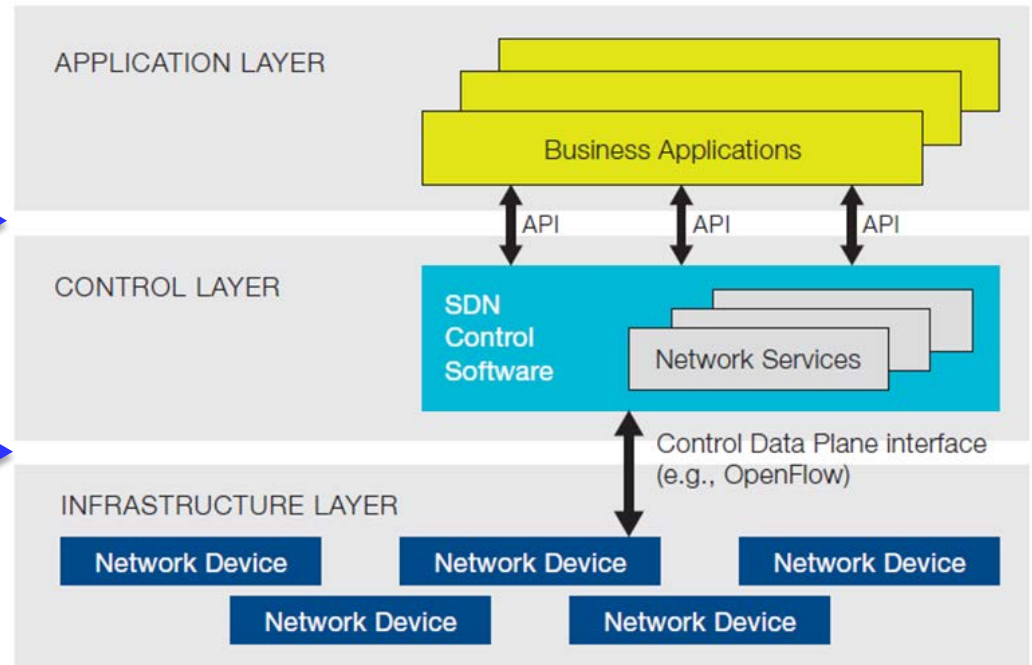 APPLICATION LAYER
Business Applications
API
API
API
CONTROL LAYER
SDN
Control
Software
Network Services
Control Data Plane interface
(e.g., OpenFlow)
INFRASTRUCTURE LAYER
Network Device
Network Device
Network Device
Network Device
Network Device